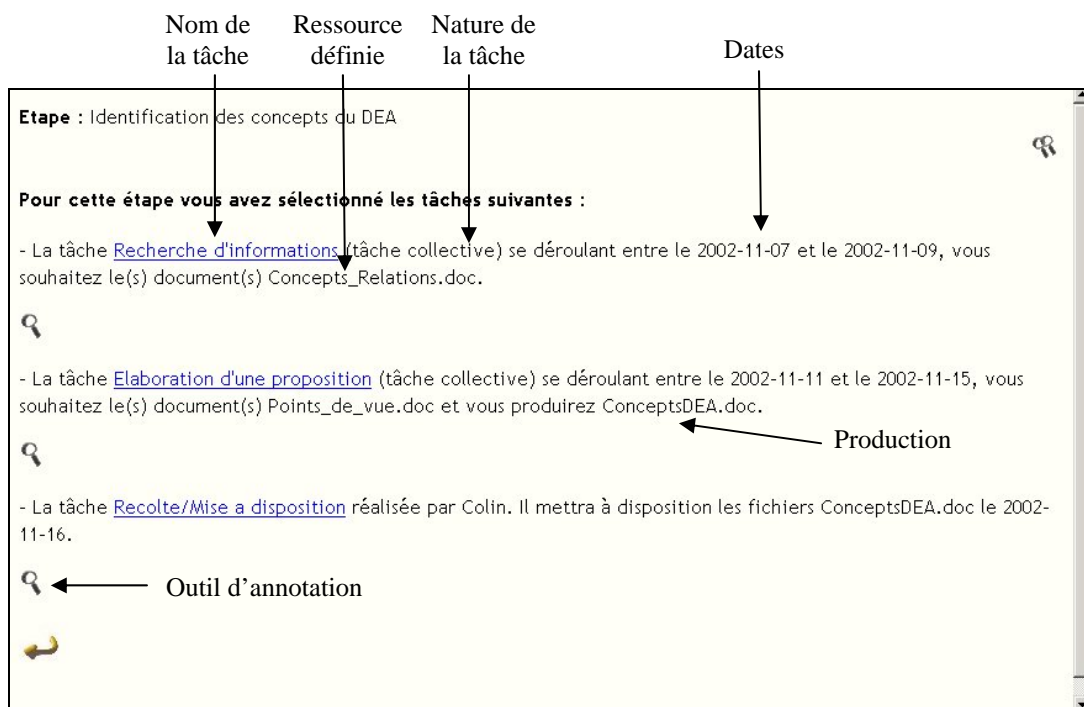 Nom de la tâche
Ressource définie
Nature de la tâche
Dates
Etape : Identification des concepts du DEA
Pour cette étape vous avez sélectionné les tâches suivantes :
- La tâche Recherche d'informations (tâche collective) se déroulant entre le 2002-11-07 et le 2002-11-09, vous
souhaitez le(s) document(s) Concepts_Relations.doc.
- La tâche Elaboration d'une proposition (tâche collective) se déroulant entre le 2002-11-11 et le 2002-11-15, vous
souhaitez le(s) document(s) Points_de_vue.doc et vous produirez ConceptsDEA.doc.
Production
- La tâche Recolte/Mise a disposition réalisée par Colin. Il mettra à disposition les fichiers ConceptsDEA.doc le 2002-
11-16.
Outil d’annotation